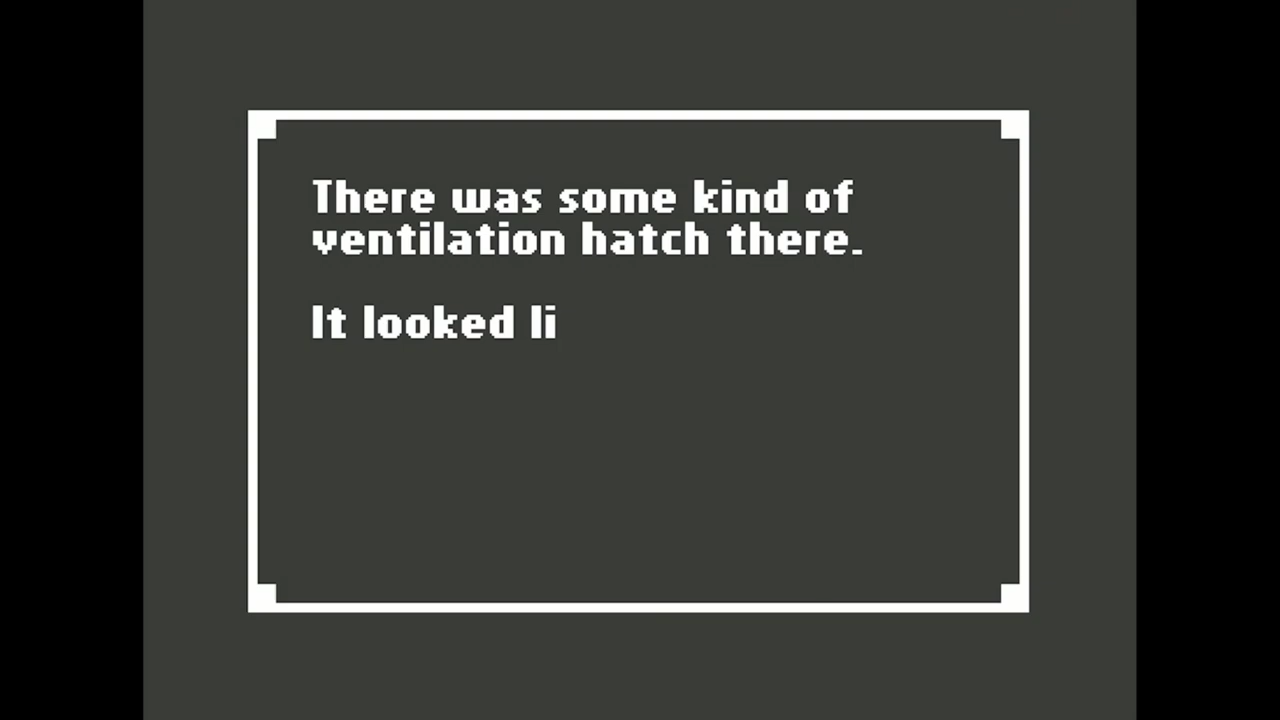 There was some kind of
ventilation hatch there.
It looked li